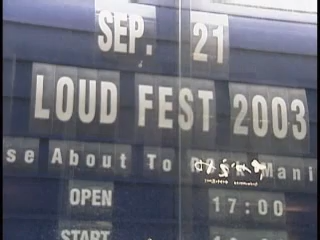 SEP. 21
LOUD FEST 2003
se About To
OPEN 17:00
START